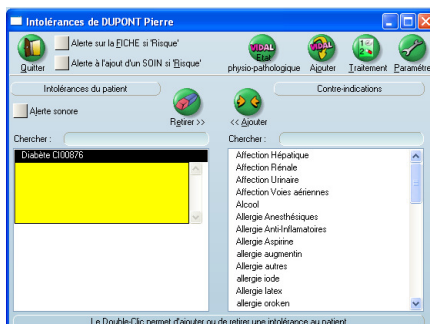 Intolérances de DUPONT Pierre
Quitter
Alerte sur la FICHE si 'Risque'
Alerte à l'ajout d'un SOIN si 'Risque'
VIDAL
Etat
physio-pathologique
VIDAL
Ajouter
Traitement
Paramétre
Intolérances du patient
Contre-indications
Alerte sonore
Retirer >>
<< Ajouter
Chercher :
Chercher :
Diabète CI00876
Affection Hépatique
Affection Rénale
Affection Urinaire
Affection Voies aériennes
Alcool
Allergie Anesthésiques
Allergie Anti-Inflamatoires
Allergie Aspirine
allergie augmentin
Allergie autres
allergie iode
Allergie latex
allergie oroken
Le Double-Clic permet d'ajouter ou de retirer une intolérance au patient